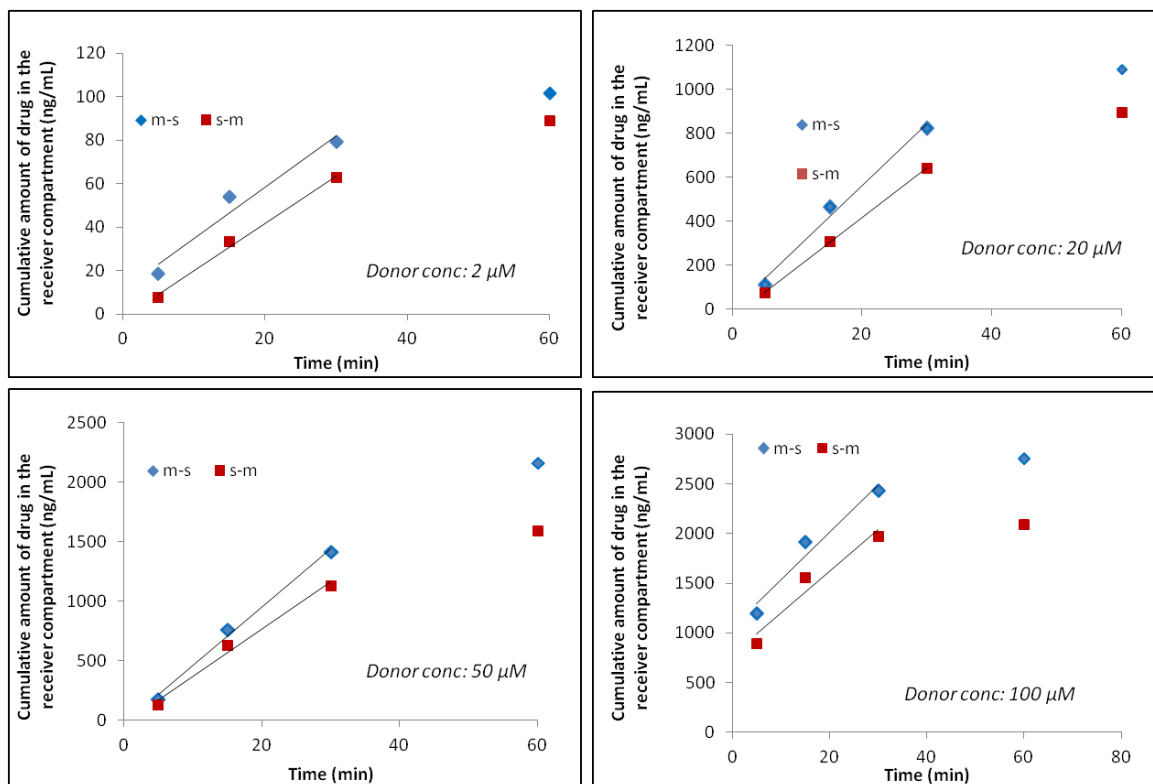 Cumulative amount of drug in the
receiver compartment (ng/mL)
120
100
80
60
40
20
0
m-s s-m
Donor conc: 2 µM
0 20 40 60
Time (min)
Cumulative amount of drug in the
receiver compartment (ng/mL)
1200
1000
800
600
400
200
0
m-s
s-m
Donor conc: 20 µM
0 20 40 60
Time (min)
Cumulative amount of drug in the
receiver compartment (ng/mL)
2500
2000
1500
1000
500
0
m-s s-m
Donor conc: 50 µM
0 20 40 60
Time (min)
Cumulative amount of drug in the
receiver compartment (ng/mL)
3000
2500
2000
1500
1000
500
0
m-s s-m
Donor conc: 100 µM
0 20 40 60 80
Time (min)